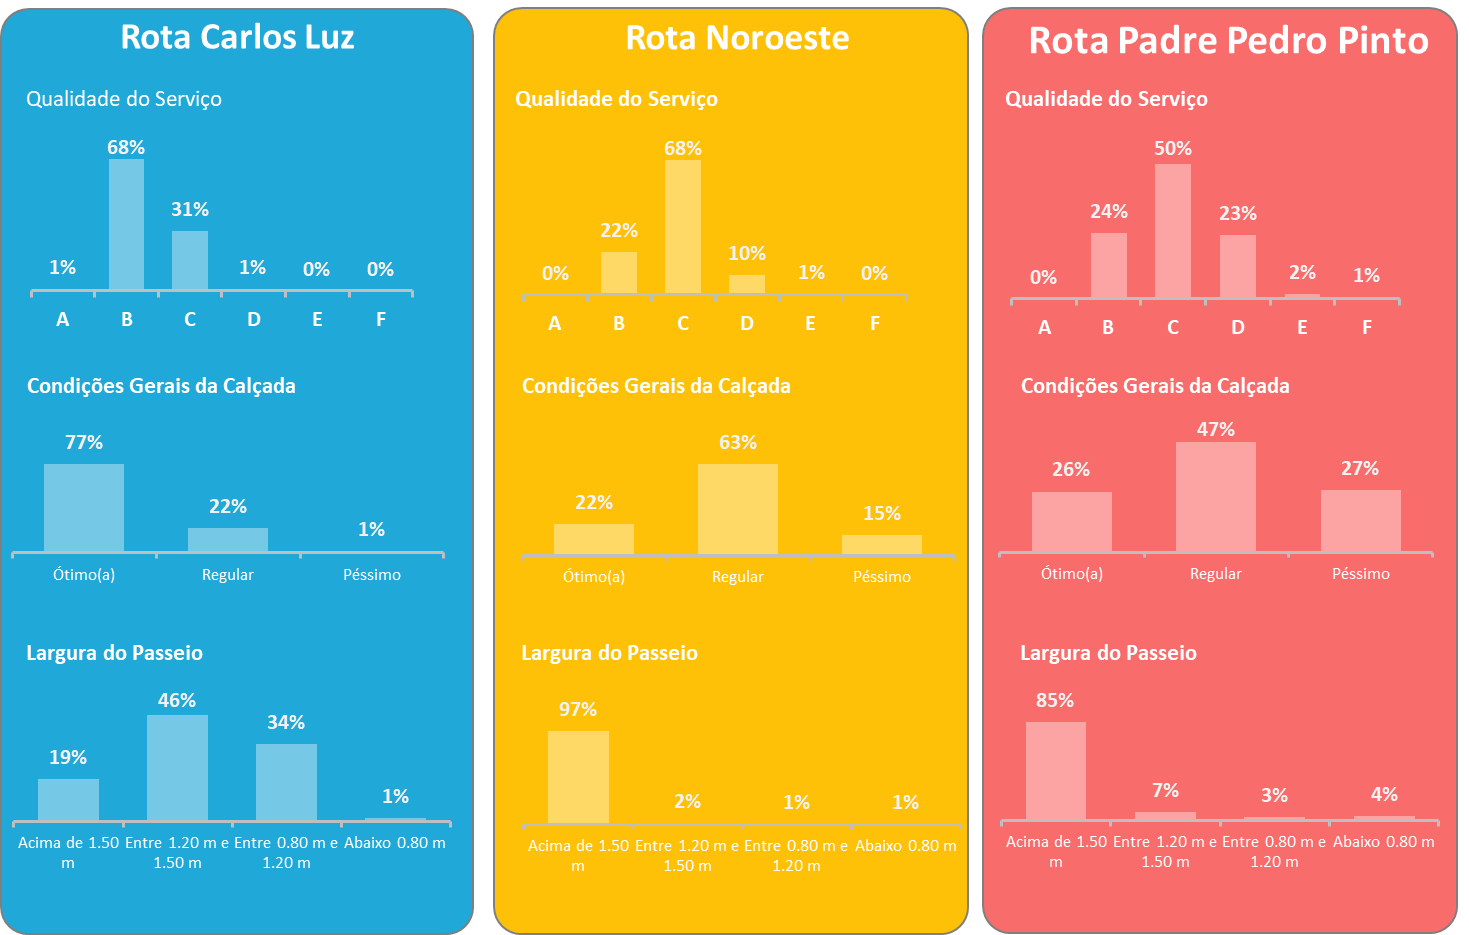 Rota Carlos Luz
Qualidade do Serviço
68%
31%
1%
1%
0%
0%
A B C D E F
Condições Gerais da Calçada
77%
22%
1%
Ótimo(a) Regular Péssimo
Largura do Passeio
46%
34%
19%
1%
Acima de 1.50 m
Entre 1.20 m e 1.50 m
Entre 0.80 m e 1.20 m
Abaixo 0.80 m
Rota Noroeste
Qualidade do Serviço
68%
22%
10%
0%
1%
0%
A B C D E F
Condições Gerais da Calçada
63%
22%
15%
Ótimo(a) Regular Péssimo
Largura do Passeio
97%
2%
1%
1%
Acima de 1.50 m
Entre 1.20 m e 1.50 m
Entre 0.80 m e 1.20 m
Abaixo 0.80 m
Rota Padre Pedro Pinto
Qualidade do Serviço
50%
24%
23%
0%
2%
1%
A B C D E F
Condições Gerais da Calçada
47%
26%
27%
Ótimo(a) Regular Péssimo
Largura do Passeio
85%
7%
3%
4%
Acima de 1.50 m
Entre 1.20 m e 1.50 m
Entre 0.80 m e 1.20 m
Abaixo 0.80 m